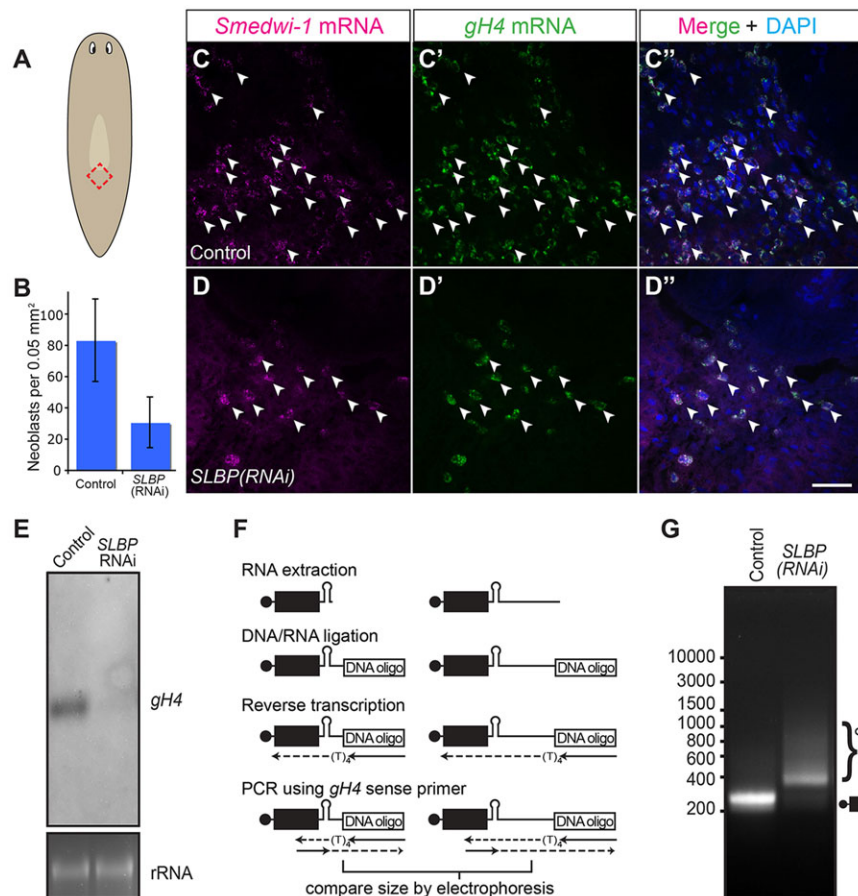 A
B
Neoblasts per 0.05 mm²
100
80
60
40
20
0
Control
SLBP
(RNAi)
Smedwi-1 mRNA
gH4 mRNA
Merge + DAPI
C
C’
C”
Control
D
D’
D”
SLBP(RNAi)
E
Control
SLBP
RNAi
gH4
rRNA
F
RNA extraction
DNA/RNA ligation
DNA oligo
DNA oligo
Reverse transcription
DNA oligo
DNA oligo
(T)₄
(T)₄
PCR using gH4 sense primer
DNA oligo
DNA oligo
(T)₄
(T)₄
compare size by electrophoresis
G
Control
SLBP
(RNAi)
10000
3000
1500
1000
800
600
400
200